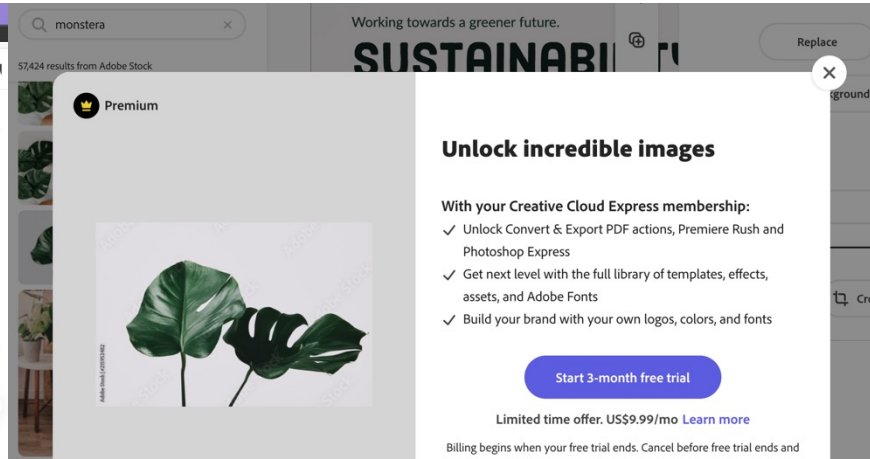 monstera
57,424 results from Adobe Stock
Working towards a greener future.
Replace
Premium
Unlock incredible images
With your Creative Cloud Express membership:
Unlock Convert & Export PDF actions, Premiere Rush and
Photoshop Express
Get next level with the full library of templates, effects,
assets, and Adobe Fonts
Build your brand with your own logos, colors, and fonts
Start 3-month free trial
Limited time offer. US$9.99/mo Learn more
Billing begins when your free trial ends. Cancel before free trial ends and
Adobe Stock